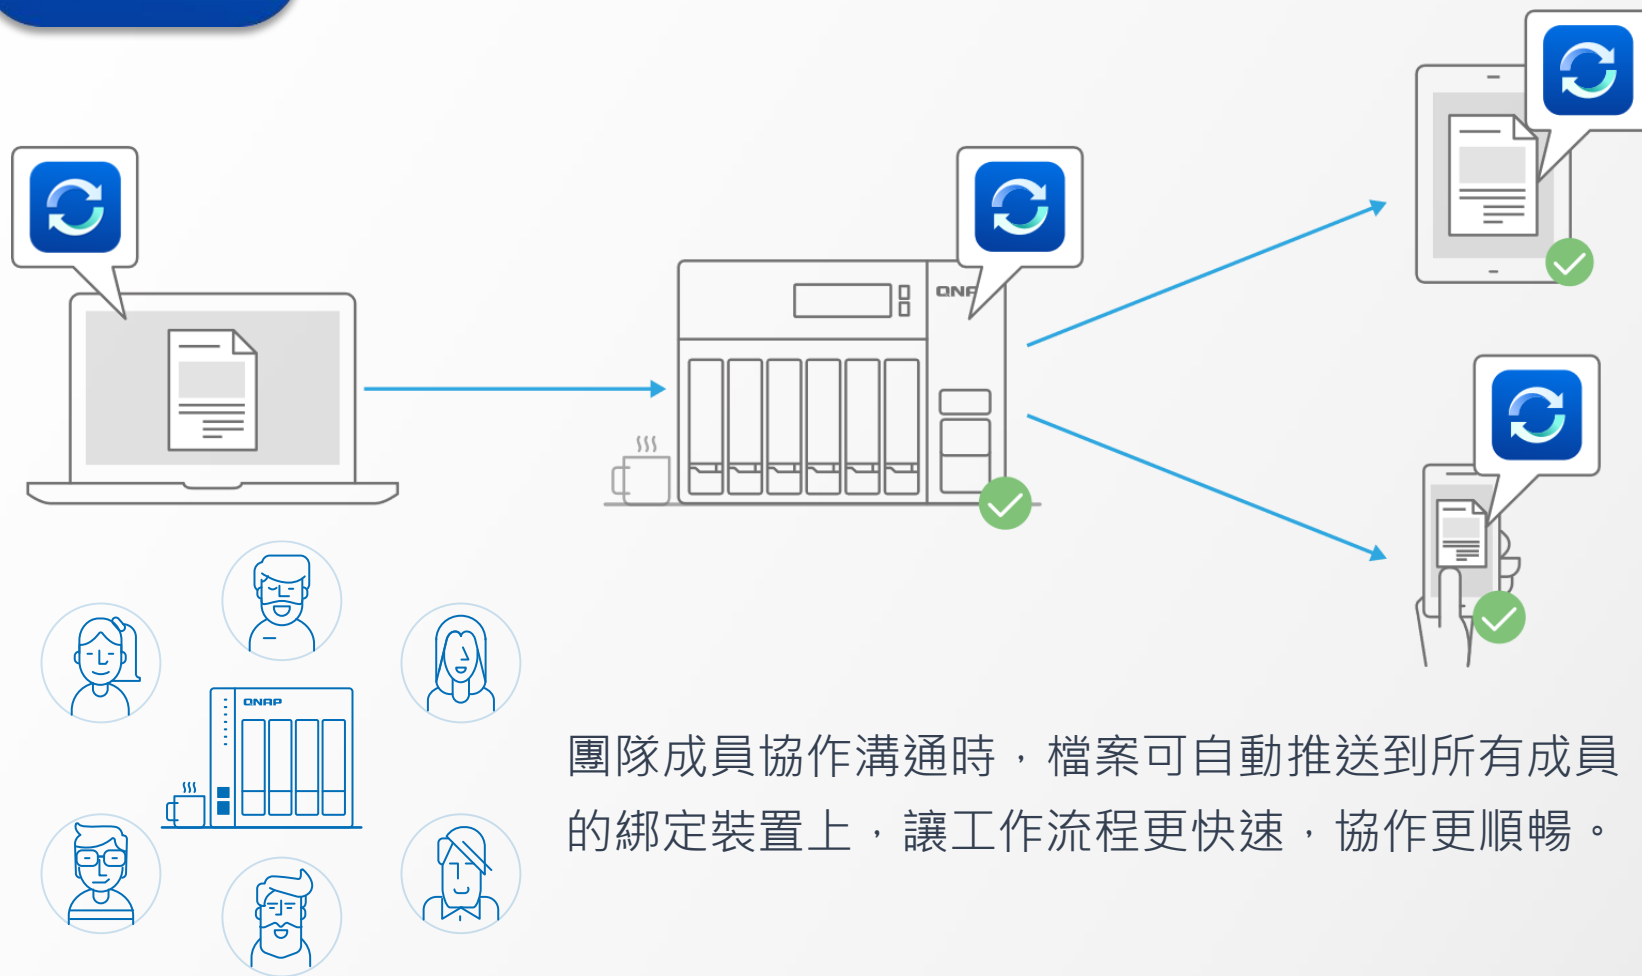 QNAP
團隊成員協作溝通時，檔案可自動推送到所有成員
的綁定裝置上，讓工作流程更快速，協作更順暢。